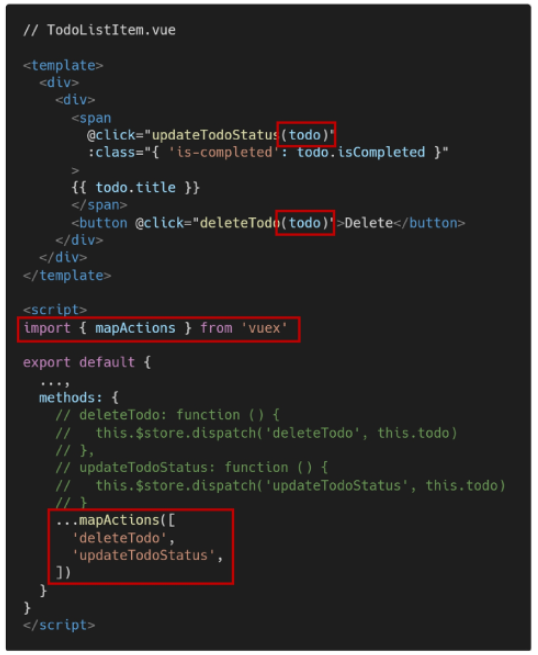 // TodoListItem.vue
<template>
<div>
<div>
<span
@click="updateTodoStatus(todo)"
:class="{ 'is-completed': todo.isCompleted }"
>
{{ todo.title }}
</span>
<button @click="deleteTodo(todo)">Delete</button>
</div>
</div>
</template>
<script>
import { mapActions } from 'vuex'
export default {
...,
methods: {
// deleteTodo: function () {
//   this.$store.dispatch('deleteTodo', this.todo)
// },
// updateTodoStatus: function () {
//   this.$store.dispatch('updateTodoStatus', this.todo)
// }
...mapActions([
'deleteTodo',
'updateTodoStatus',
])
}
}
</script>